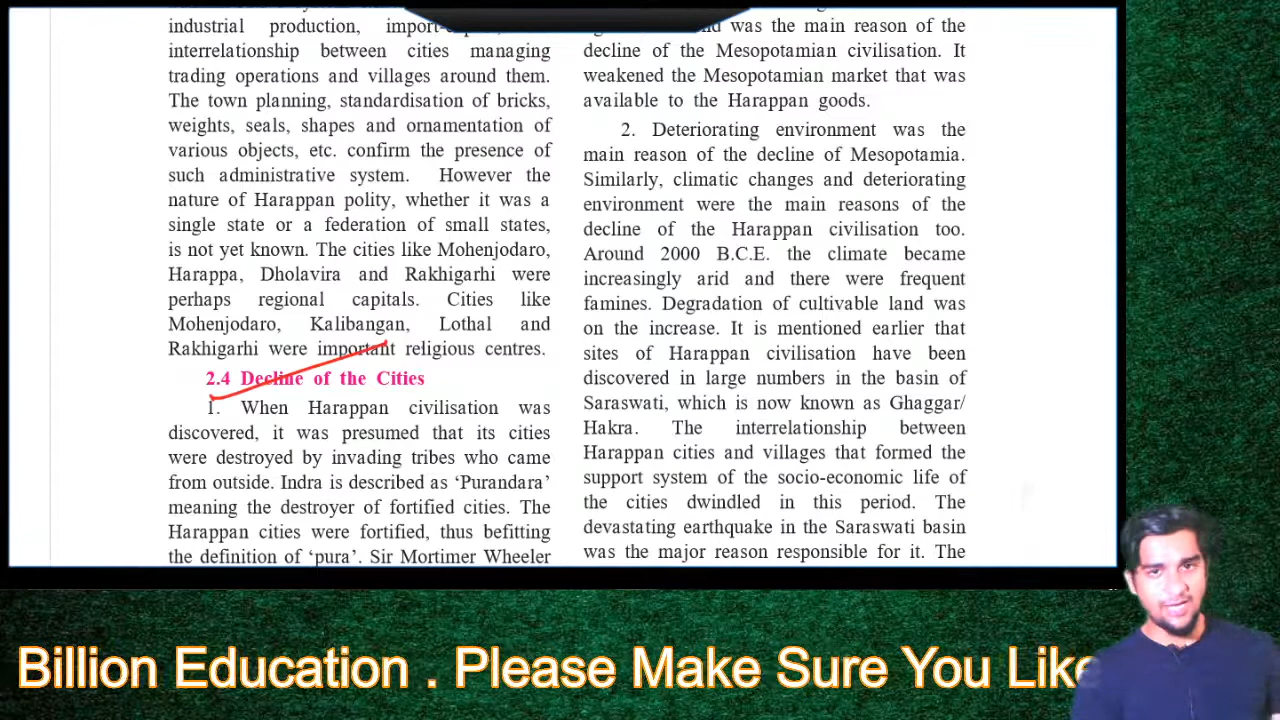 industrial production,
interrelationship between cities managing
trading operations and villages around them.
The town planning, standardisation of bricks,
weights, seals, shapes and ornamentation of
various objects, etc. confirm the presence of
such administrative system. However the
nature of Harappan polity, whether it was a
single state or a federation of small states,
is not yet known. The cities like Mohenjodaro,
Harappa, Dholavira and Rakhigarhi were
perhaps regional capitals. Cities like
Mohenjodaro, Kalibangan, Lothal and
Rakhigarhi were important religious centres.
2.4 Decline of the Cities
1. When Harappan civilisation was
discovered, it was presumed that its cities
were destroyed by invading tribes who came
from outside. Indra is described as ‘Purandara’
meaning the destroyer of fortified cities. The
Harappan cities were fortified, thus befitting
the definition of ‘pura’. Sir Mortimer Wheeler
was the main reason of the
decline of the Mesopotamian civilisation. It
weakened the Mesopotamian market that was
available to the Harappan goods.
2. Deteriorating environment was the
main reason of the decline of Mesopotamia.
Similarly, climatic changes and deteriorating
environment were the main reasons of the
decline of the Harappan civilisation too.
Around 2000 B.C.E. the climate became
increasingly arid and there were frequent
famines. Degradation of cultivable land was
on the increase. It is mentioned earlier that
sites of Harappan civilisation have been
discovered in large numbers in the basin of
Saraswati, which is now known as Ghaggar/
Hakra. The interrelationship between
Harappan cities and villages that formed the
support system of the socio-economic life of
the cities dwindled in this period. The
devastating earthquake in the Saraswati basin
was the major reason responsible for it. The
Billion Education . Please Make Sure You Like